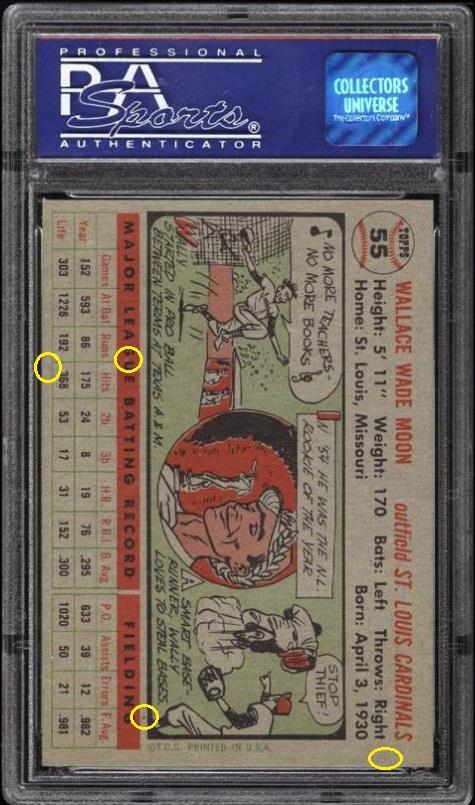 PROFESSIONAL
PSA
Sports®
AUTHENTICATOR
COLLECTORS
UNIVERSE
The Collectors Company™
TOPPS
55
WALLACE WADE MOON outfield ST. LOUIS CARDINALS
Height: 5' 11" Weight: 170 Bats: Left Throws: Right
Home: St. Louis, Missouri Born: April 3, 1930
NO MORE TEACHERS-
NO MORE BOOKS
WALLY
STARTED IN PRO BALL
BETWEEN TERMS AT TEXAS A.&M.
IN '54 HE WAS THE N.L.
ROOKIE OF THE YEAR
STOP
THIEF!
A SMART BASE-
RUNNER, WALLY
LOVES TO STEAL BASES
©T.C.G. PRINTED IN U.S.A.
MAJOR LEAGUE BATTING RECORD FIELDING
Games At Bat Runs Hits 2b 3b H.R. R.B.I. B.Avg. P.O. Assists Errors F.Avg.
Year 152 593 86 175 24 8 19 76 .295 633 39 12 .982
Life 303 1228 192 368 53 17 31 152 .300 1020 50 21 .981